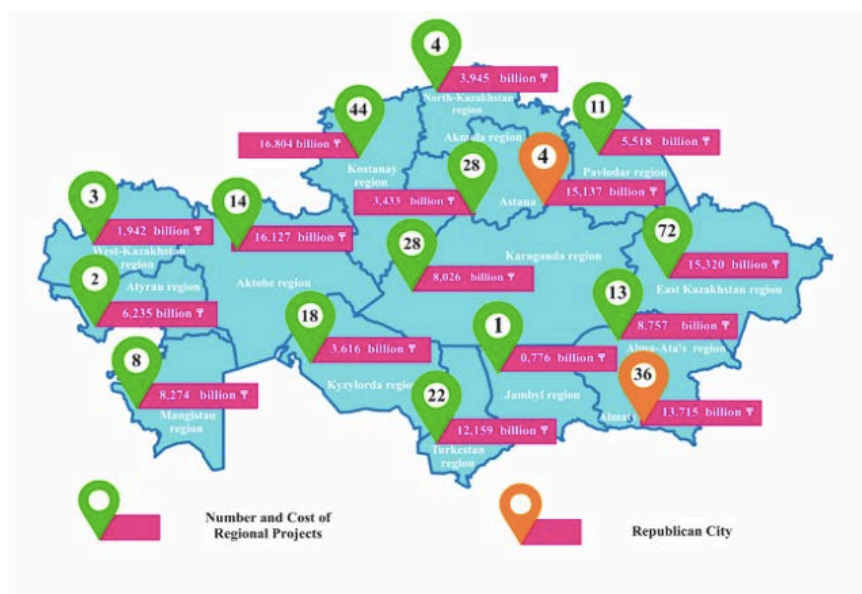 4
3,945 billion ₸
North-Kazakhstan
region
44
16.804 billion ₸
Kostanay
region
Akmola region
28
3,433 billion ₸
4
15,137 billion ₸
Astana
11
5,518 billion ₸
Pavlodar region
3
1,942 billion ₸
West-Kazakhstan
region
14
16.127 billion ₸
Aktobe region
28
8,026 billion ₸
Karaganda region
72
15,320 billion ₸
East Kazakhstan region
2
Atyrau region
6,235 billion ₸
18
3.616 billion ₸
Kyzylorda region
1
0,776 billion ₸
Jambyl region
13
8.757 billion ₸
Alma-Ata's region
8
8,274 billion ₸
Mangistau
region
22
12,159 billion ₸
Turkestan
region
36
13,715 billion ₸
Number and Cost of
Regional Projects
Republican City